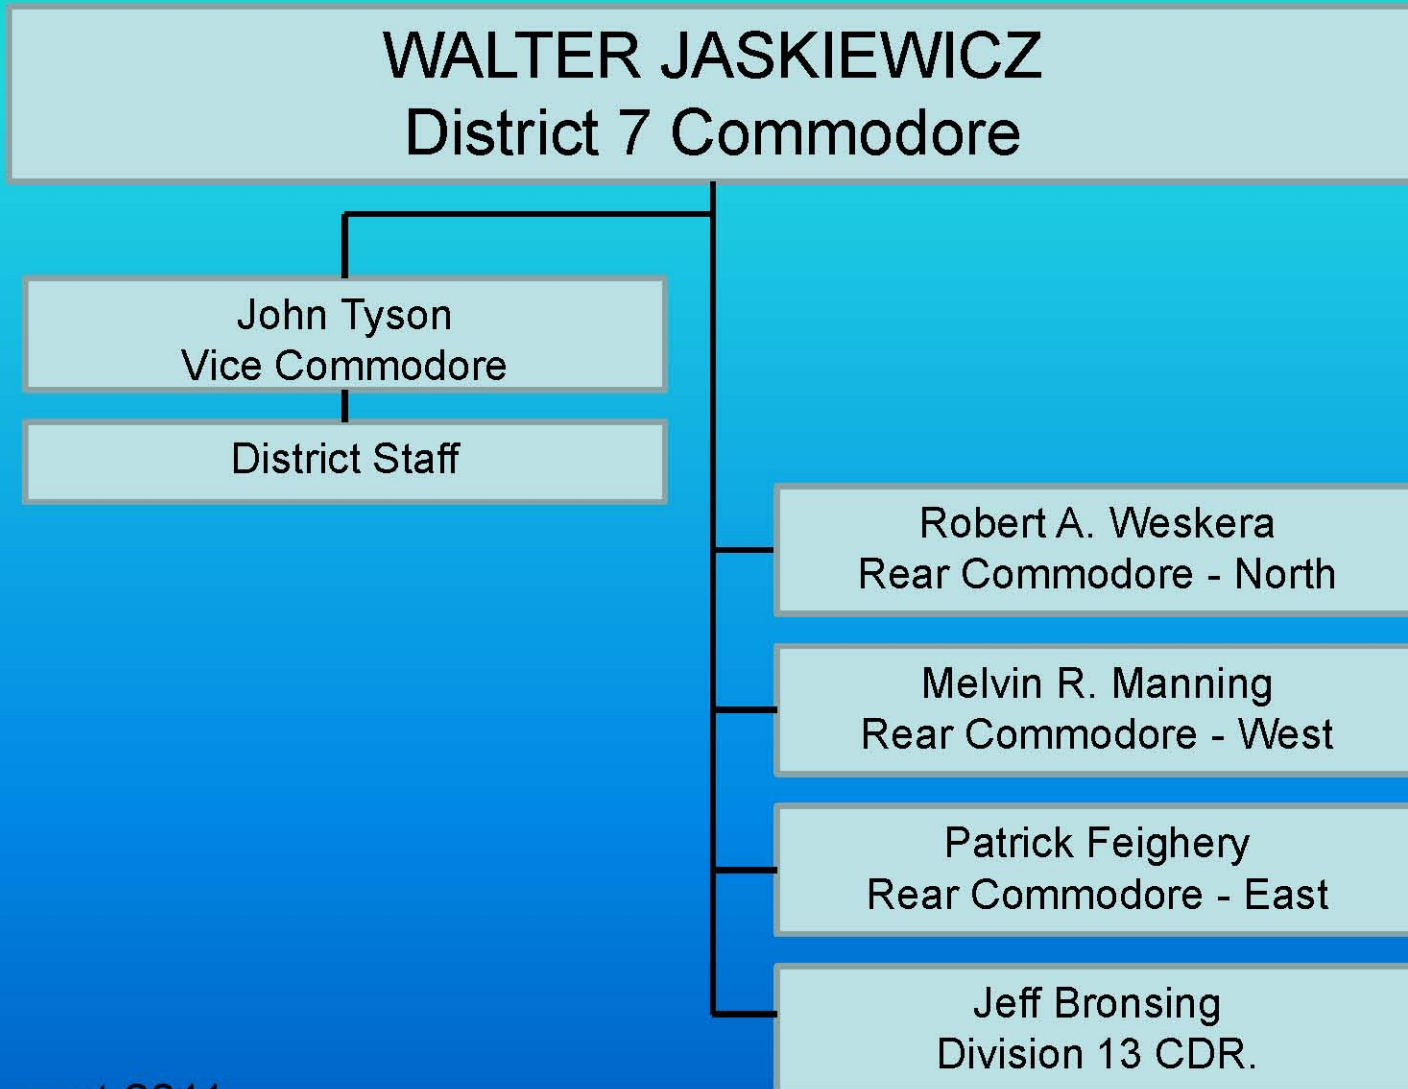 WALTER JASKIEWICZ
District 7 Commodore
John Tyson
Vice Commodore
District Staff
Robert A. Weskera
Rear Commodore - North
Melvin R. Manning
Rear Commodore - West
Patrick Feighery
Rear Commodore - East
Jeff Bronsing
Division 13 CDR.